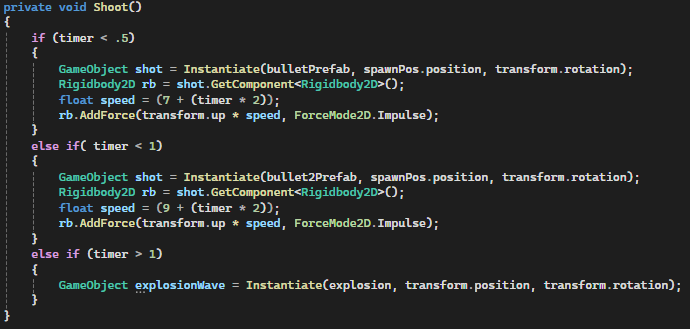 private void Shoot()
{
    if (timer < .5)
    {
        GameObject shot = Instantiate(bulletPrefab, spawnPos.position, transform.rotation);
        Rigidbody2D rb = shot.GetComponent<Rigidbody2D>();
        float speed = (7 + (timer * 2));
        rb.AddForce(transform.up * speed, ForceMode2D.Impulse);
    }
    else if( timer < 1)
    {
        GameObject shot = Instantiate(bullet2Prefab, spawnPos.position, transform.rotation);
        Rigidbody2D rb = shot.GetComponent<Rigidbody2D>();
        float speed = (9 + (timer * 2));
        rb.AddForce(transform.up * speed, ForceMode2D.Impulse);
    }
    else if (timer > 1)
    {
        GameObject explosionWave = Instantiate(explosion, transform.position, transform.rotation);
    }
}